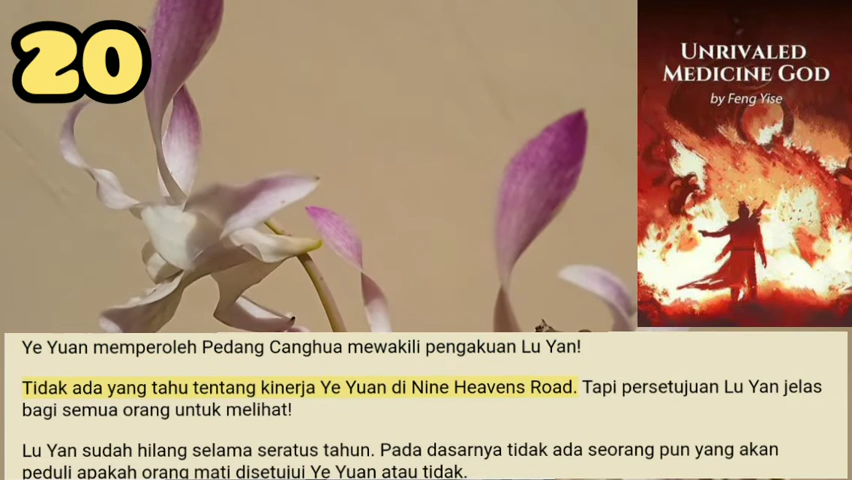 20
UNRIVALED
MEDICINE GOD
by Feng Yise
Ye Yuan memperoleh Pedang Canghua mewakili pengakuan Lu Yan!
Tidak ada yang tahu tentang kinerja Ye Yuan di Nine Heavens Road. Tapi persetujuan Lu Yan jelas
bagi semua orang untuk melihat!
Lu Yan sudah hilang selama seratus tahun. Pada dasarnya tidak ada seorang pun yang akan
peduli apakah orang mati disetujui Ye Yuan atau tidak.